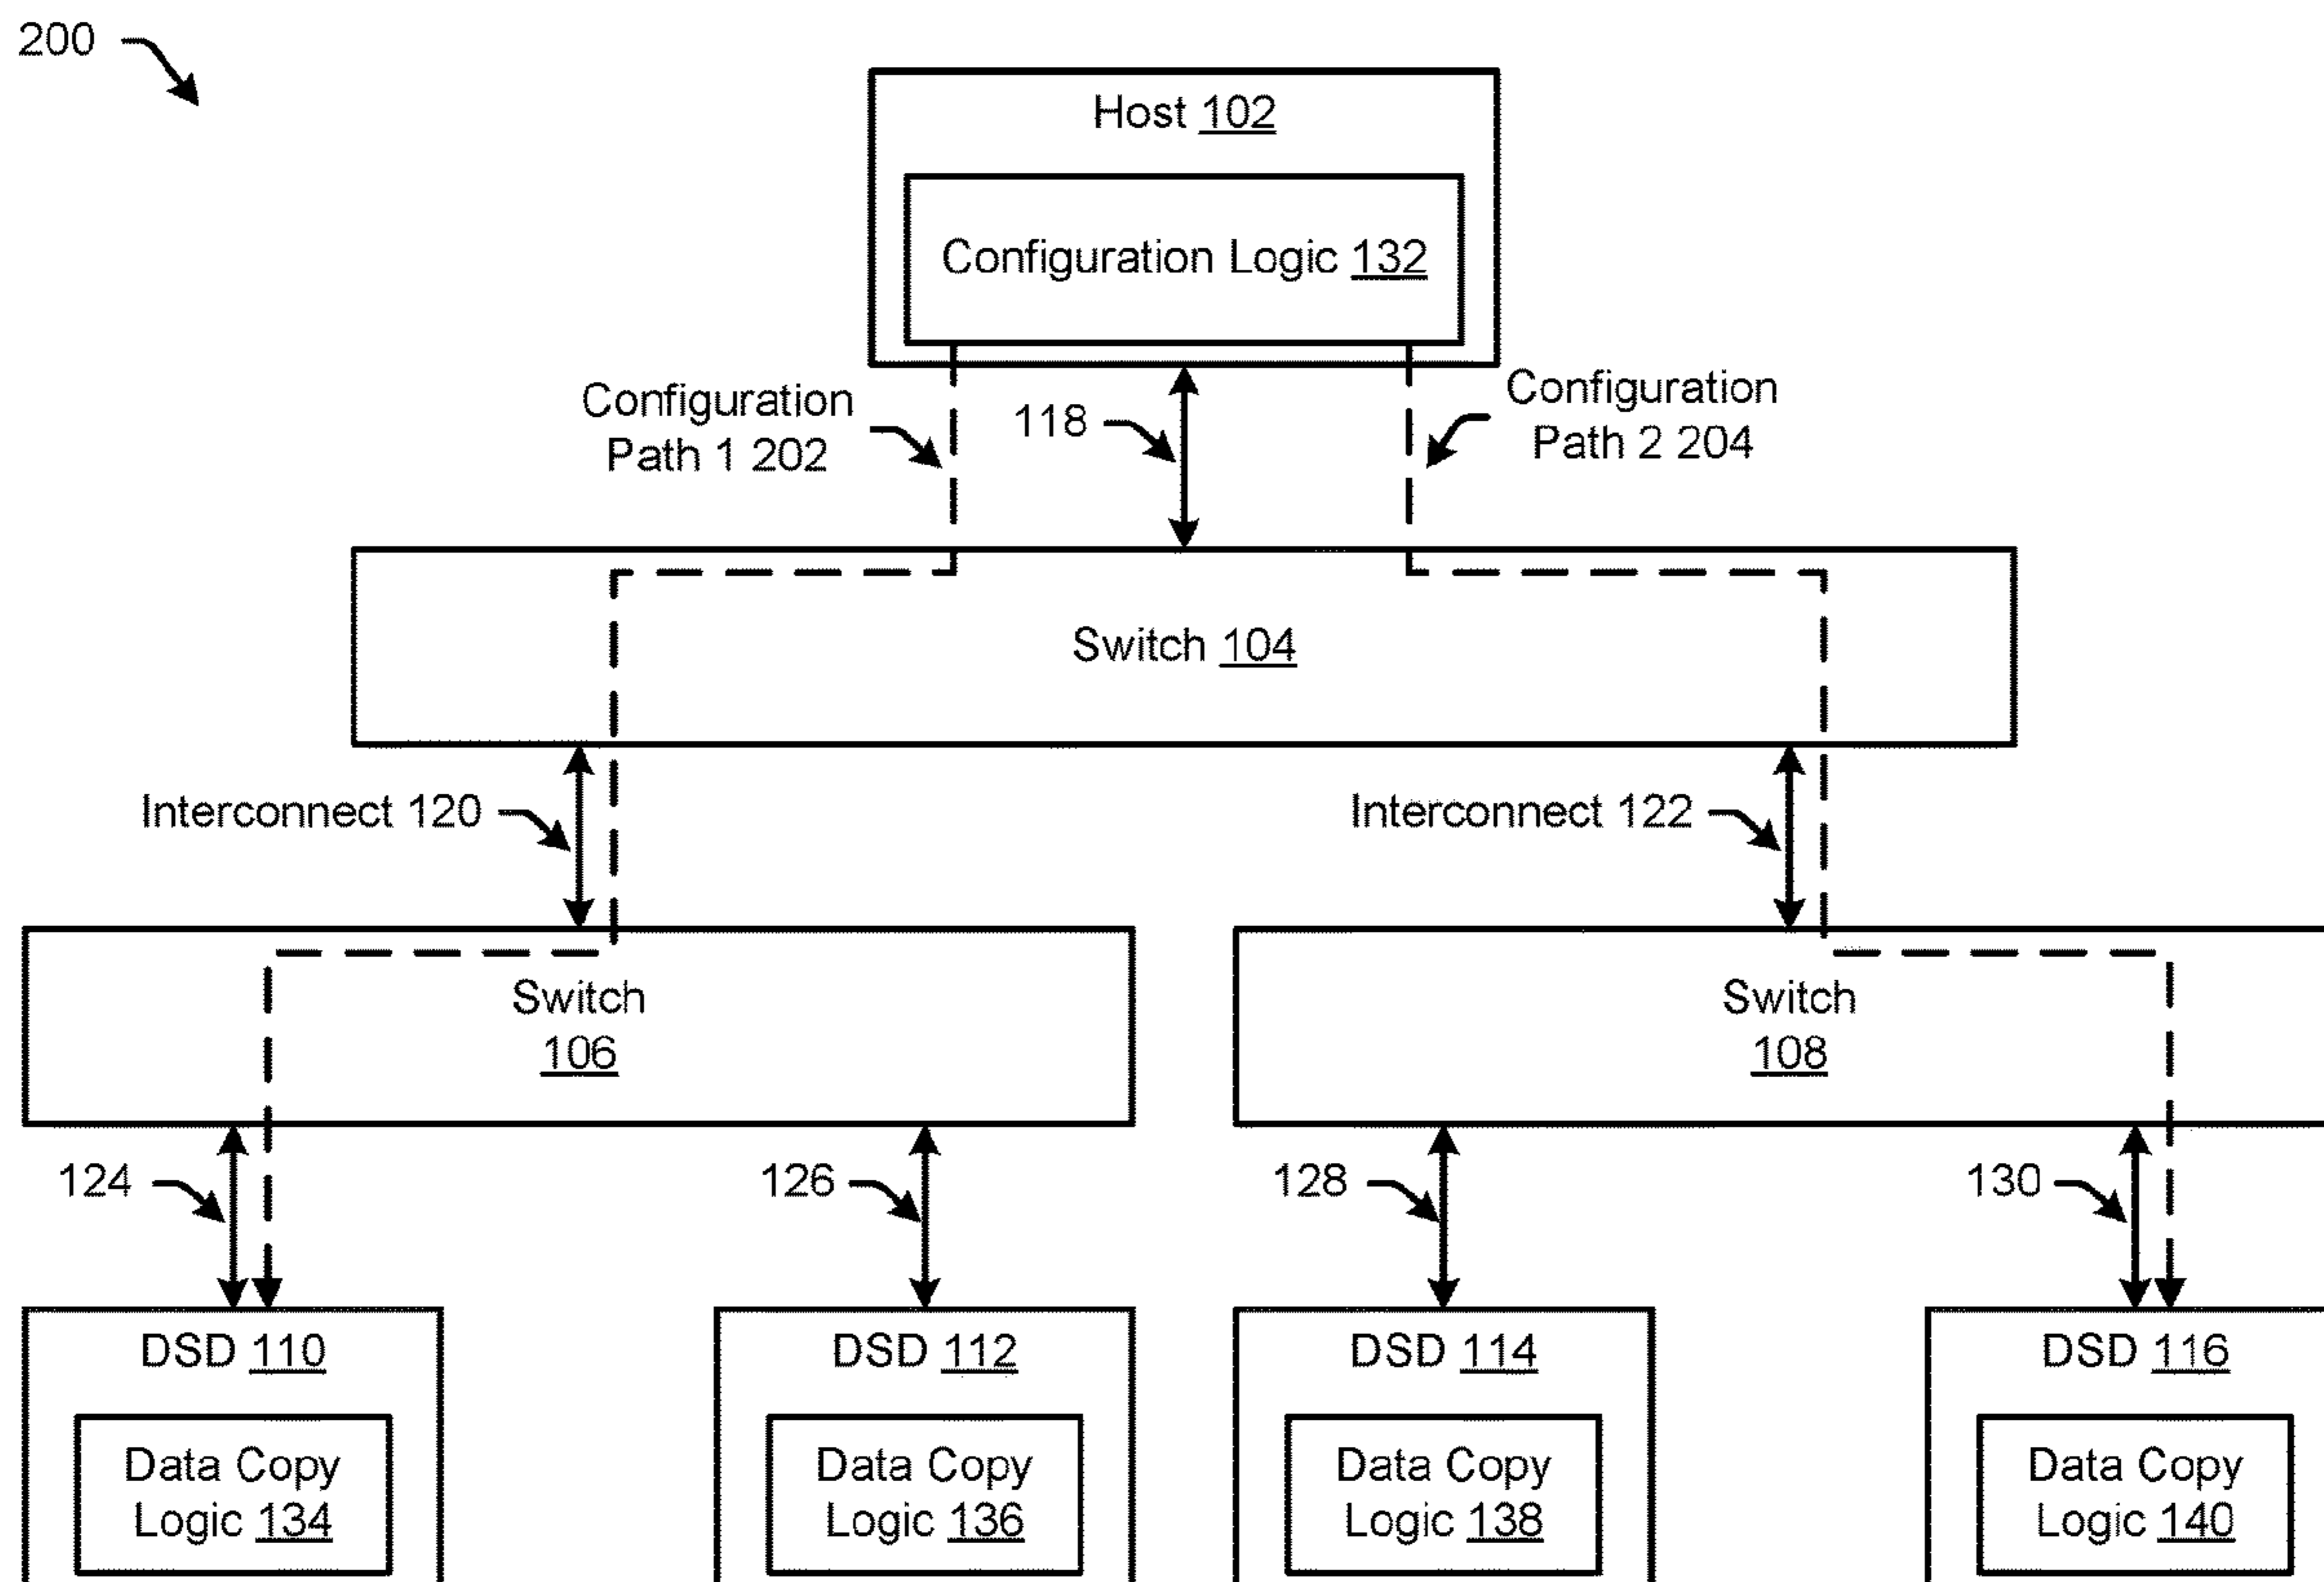 200
Host 102
Configuration Logic 132
Configuration
Path 1 202
118
Configuration
Path 2 204
Switch 104
Interconnect 120
Interconnect 122
Switch
106
Switch
108
124
126
128
130
DSD 110
DSD 112
DSD 114
DSD 116
Data Copy
Logic 134
Data Copy
Logic 136
Data Copy
Logic 138
Data Copy
Logic 140